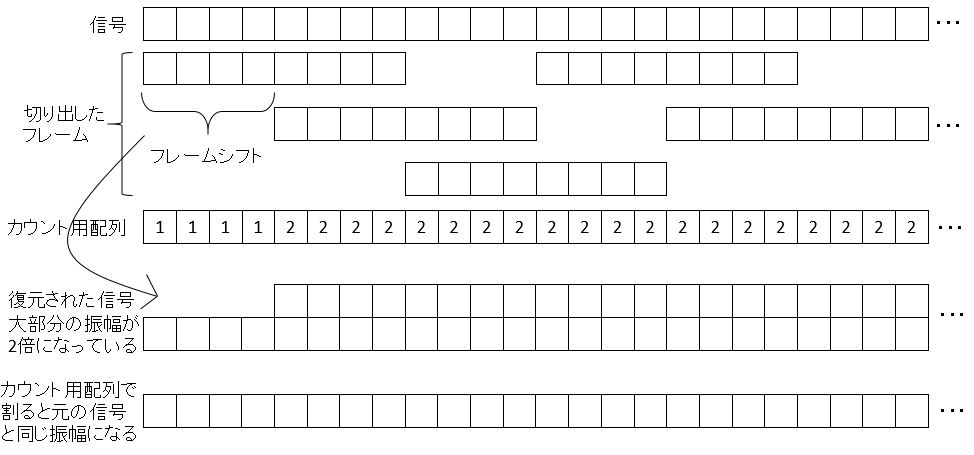 信号
…
切り出した
フレーム
…
フレームシフト
カウント用配列 1 1 1 1 2 2 2 2 2 2 2 2 2 2 2 2 2 2 2 2 2 2 2 2 …
復元された信号
大部分の振幅が
2倍になっている
…
カウント用配列で
割ると元の信号
と同じ振幅になる
…